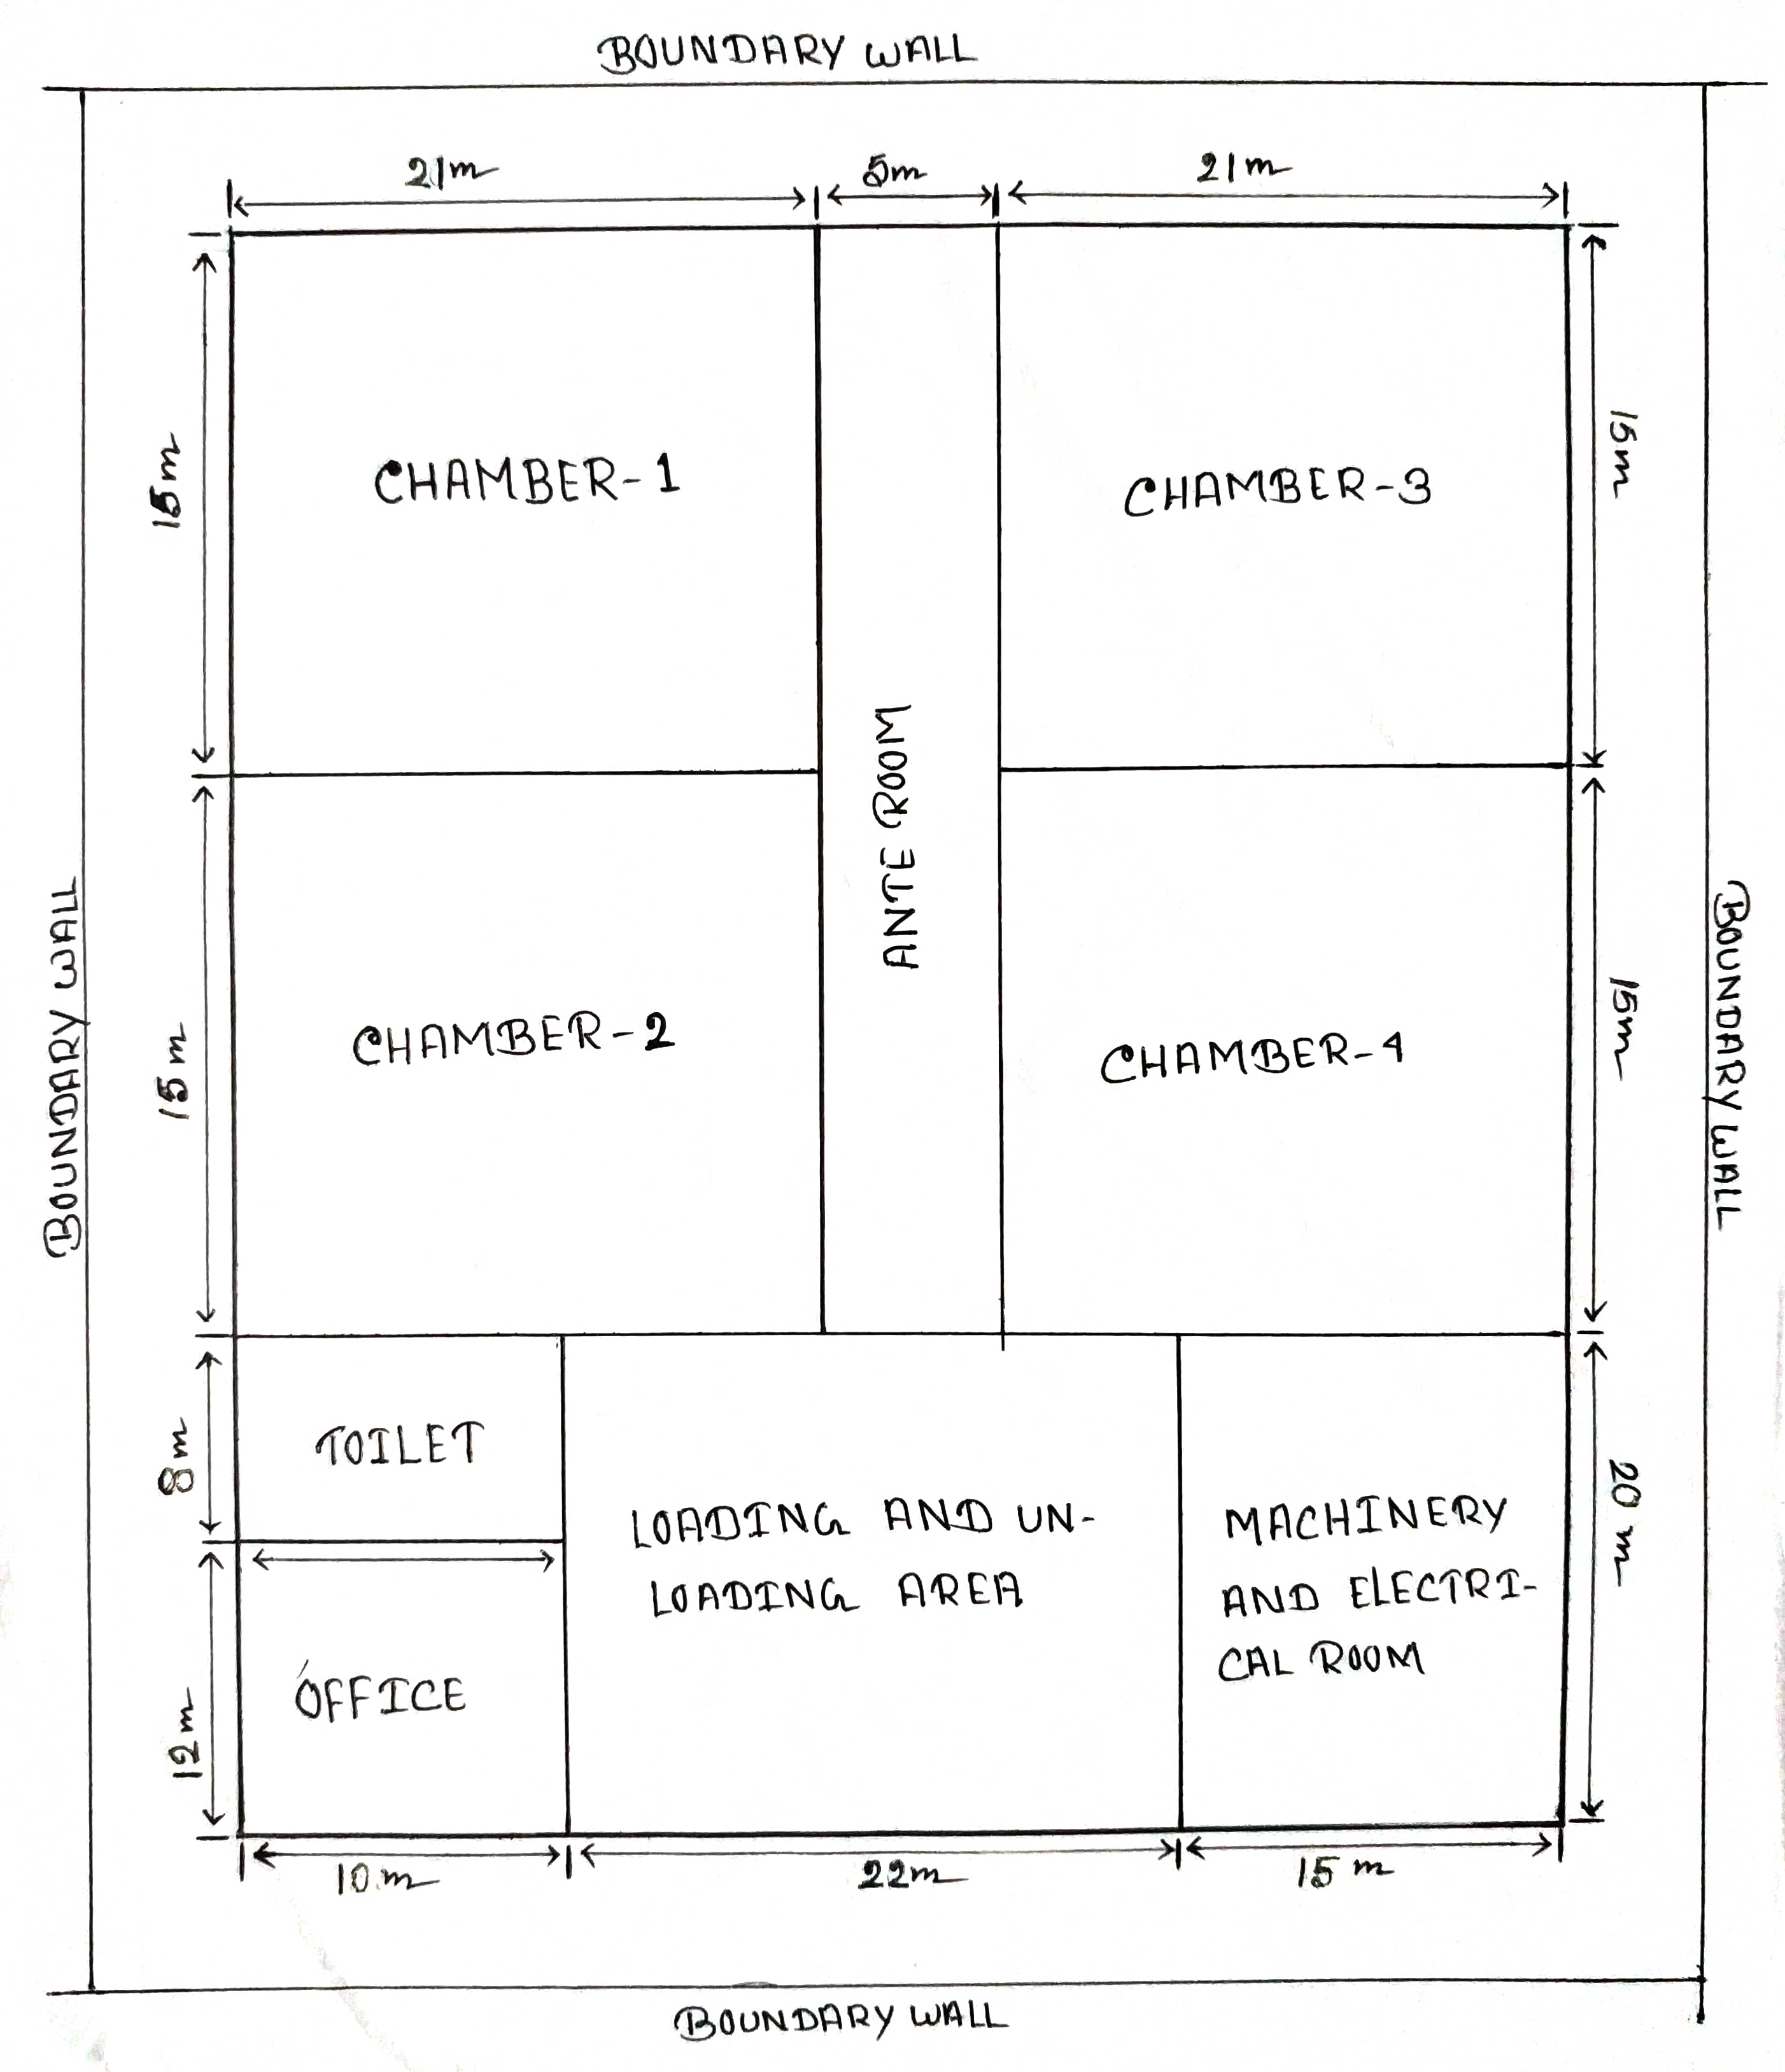 BOUNDARY WALL
21m
5m
21m
15m
15m
CHAMBER-1
CHAMBER-3
ANTE ROOM
BOUNDARY WALL
BOUNDARY WALL
15m
15m
CHAMBER-2
CHAMBER-4
8m
TOILET
20m
LOADING AND UN-
LOADING AREA
MACHINERY
AND ELECTRI-
CAL ROOM
12m
OFFICE
10m
22m
15m
BOUNDARY WALL